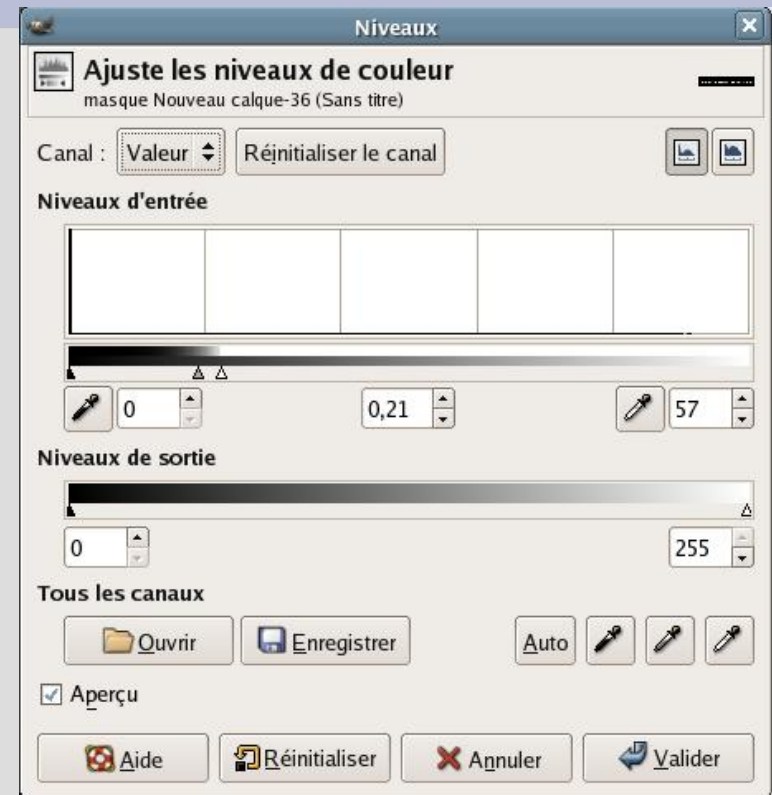 Niveaux
Ajuste les niveaux de couleur
masque Nouveau calque-36 (Sans titre)
Canal : Valeur Réinitialiser le canal
Niveaux d'entrée
0 0,21 57
Niveaux de sortie
0 255
Tous les canaux
Ouvrir Enregistrer Auto
Aperçu
Aide Réinitialiser Annuler Valider